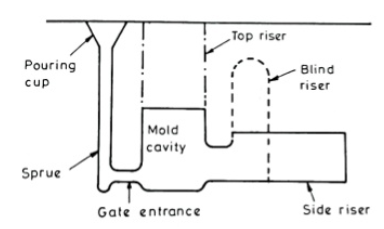 Top riser
Pouring
cup
Blind
riser
Mold
cavity
Sprue
Gate entrance
Side riser